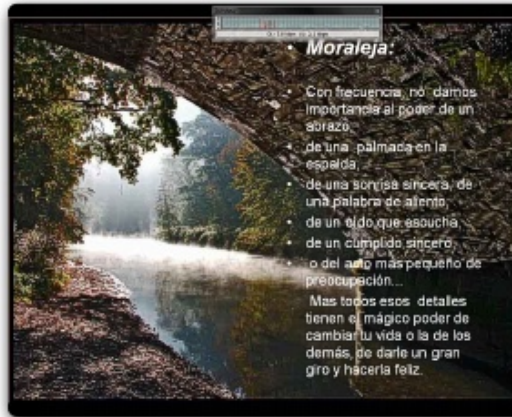 Moraleja:
Con frecuencia, no damos
importancia al poder de un
abrazo,
de una palmada en la
espalda,
de una sonrisa sincera, de
una palabra de aliento,
de un oído que escucha,
de un cumplido sincero,
o del acto más pequeño de
preocupación...
Mas todos esos detalles
tienen el mágico poder de
cambiar tu vida o la de los
demás, de darle un gran
giro y hacerla feliz.